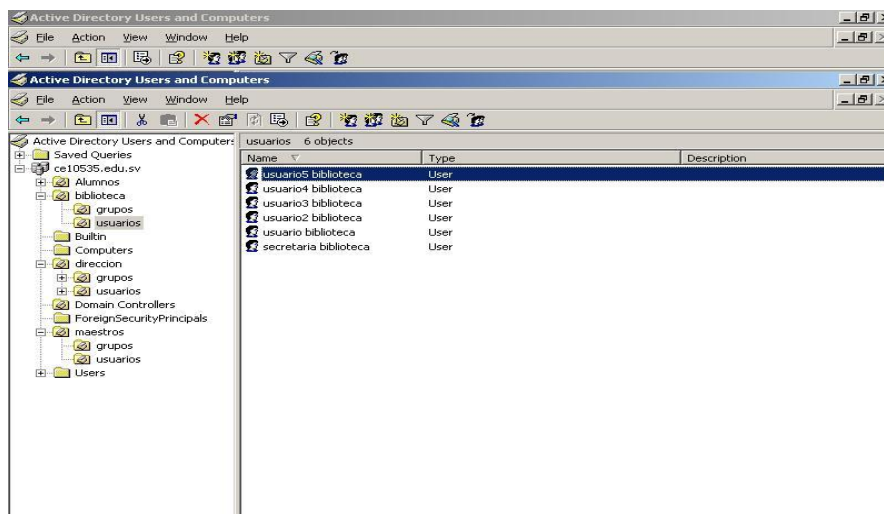 Active Directory Users and Computers
File Action View Window Help
Active Directory Users and Computers
File Action View Window Help
Active Directory Users and Computers
Saved Queries
ce10535.edu.sv
Alumnos
biblioteca
grupos
usuarios
Builtin
Computers
direccion
grupos
usuarios
Domain Controllers
ForeignSecurityPrincipals
maestros
grupos
usuarios
Users
usuarios 6 objects
Name Type Description
usuario5 biblioteca User
usuario4 biblioteca User
usuario3 biblioteca User
usuario2 biblioteca User
usuario biblioteca User
secretaria biblioteca User